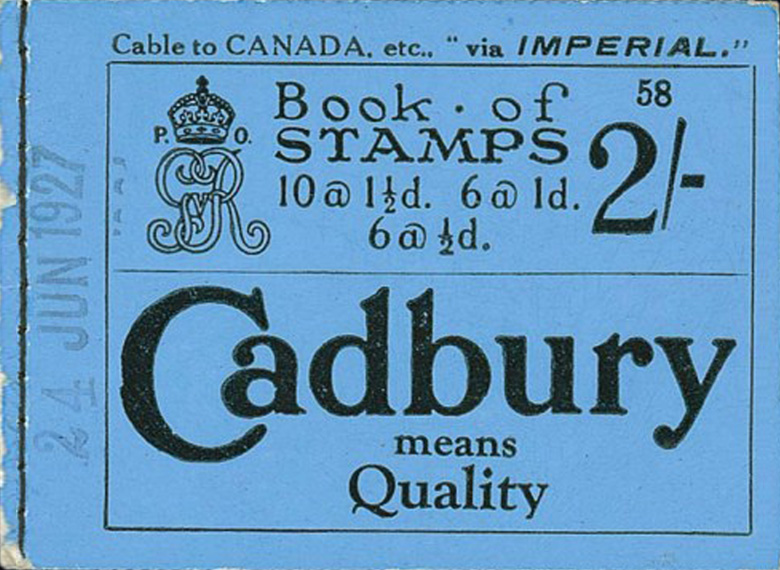 Cable to CANADA, etc., "via IMPERIAL."
P. O.
Book · of
58
STAMPS
2/-
10 @ 1½d. 6 @ 1d.
6 @ ½d.
Cadbury
means
Quality
24 JUN 1927